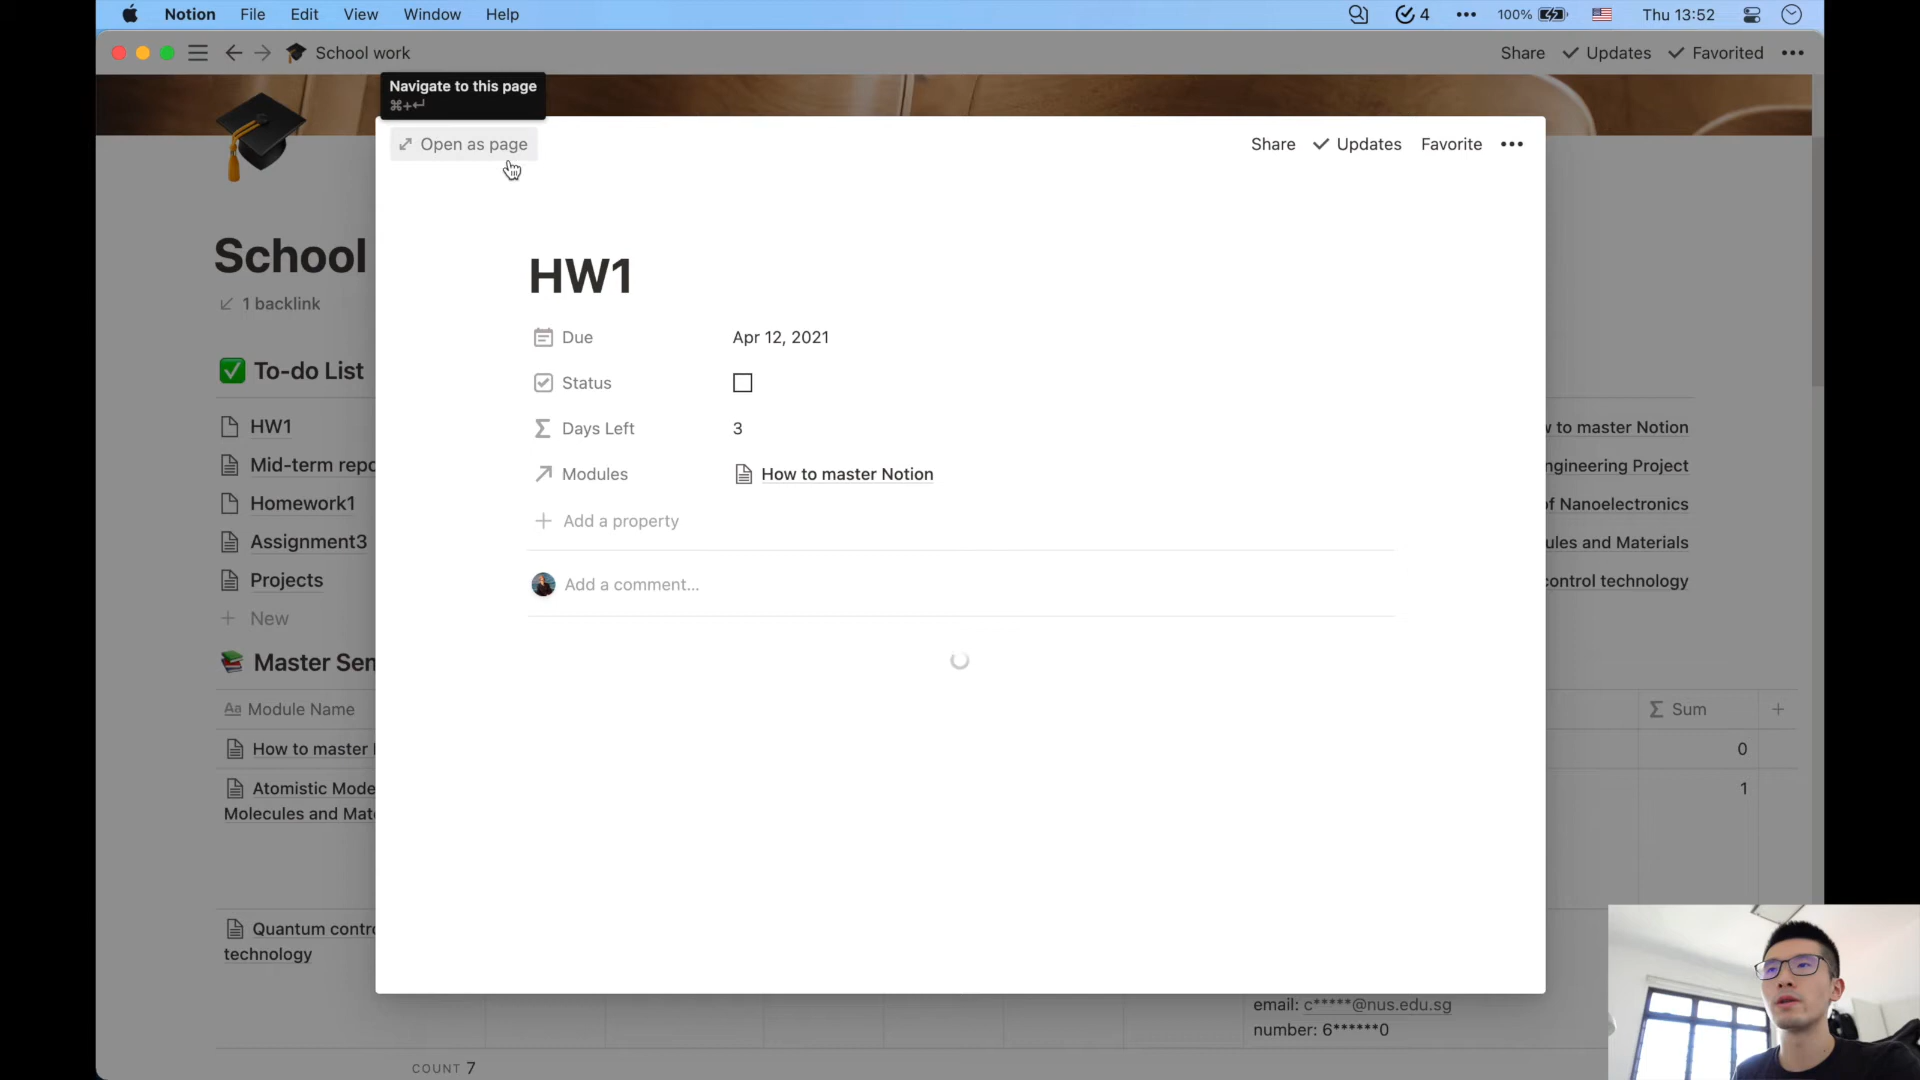 Notion File Edit View Window Help 4 100% Thu 13:52
School work Share Updates Favorited
Navigate to this page
⌘+↵
Open as page Share Updates Favorite
HW1
School
1 backlink
Due Apr 12, 2021
Status
Days Left 3
Modules How to master Notion
Add a property
Add a comment...
To-do List
HW1
Mid-term repo
Homework1
Assignment3
Projects
New
to master Notion
ngineering Project
of Nanoelectronics
ules and Materials
control technology
Master Sem
Module Name Sum
How to master 0
Atomistic Mode 1
Molecules and Mate
Quantum contro
technology
email: c*****@nus.edu.sg
number: 6******0
COUNT 7